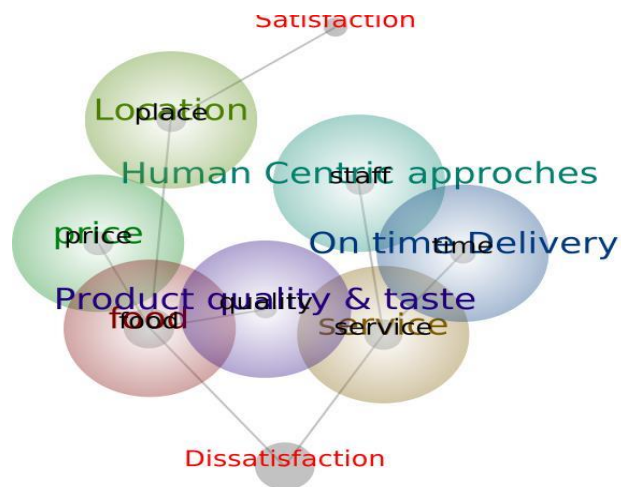 Satisfaction
Location
place
Human Centric approches
staff
price
price
On time Delivery
time
Product quality & taste
quality
food
food
service
service
Dissatisfaction